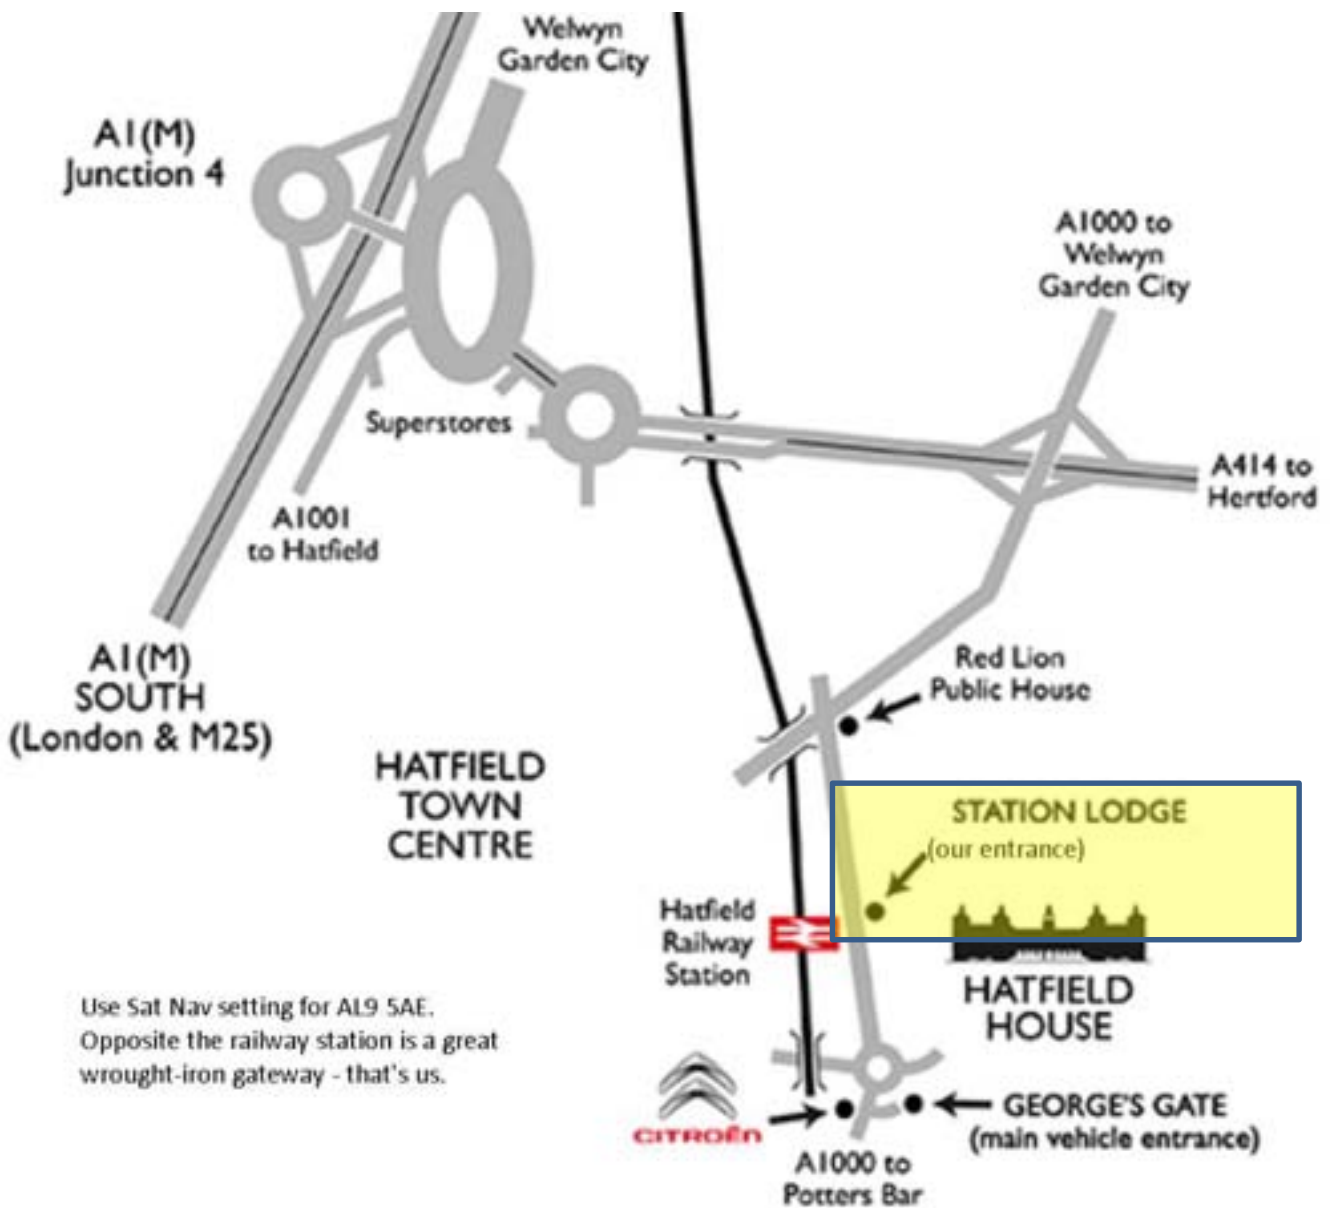 Welwyn
Garden City
A1(M)
Junction 4
A1000 to
Welwyn
Garden City
Superstores
A414 to
Hertford
A1001
to Hatfield
A1(M)
SOUTH
(London & M25)
Red Lion
Public House
HATFIELD
TOWN
CENTRE
STATION LODGE
(our entrance)
Hatfield
Railway
Station
HATFIELD
HOUSE
Use Sat Nav setting for AL9 5AE.
Opposite the railway station is a great
wrought-iron gateway - that's us.
CITROËN
GEORGE'S GATE
(main vehicle entrance)
A1000 to
Potters Bar